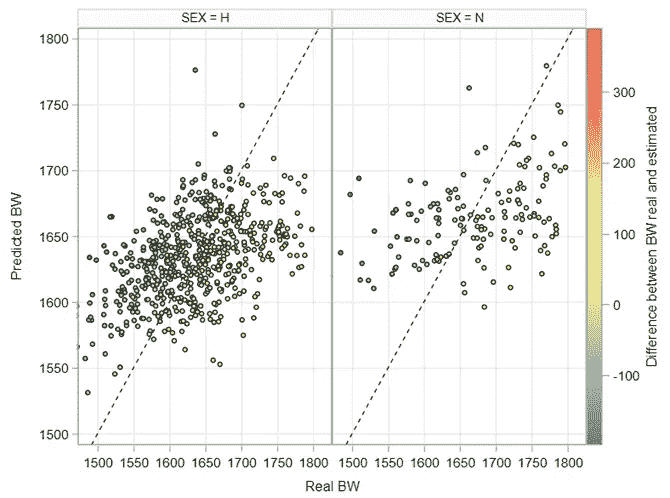 SEX = H
SEX = N
1800
1750
1700
1650
1600
1550
1500
Predicted BW
1500 1550 1600 1650 1700 1750 1800
1500 1550 1600 1650 1700 1750 1800
Real BW
300
200
100
0
-100
Difference between BW real and estimated